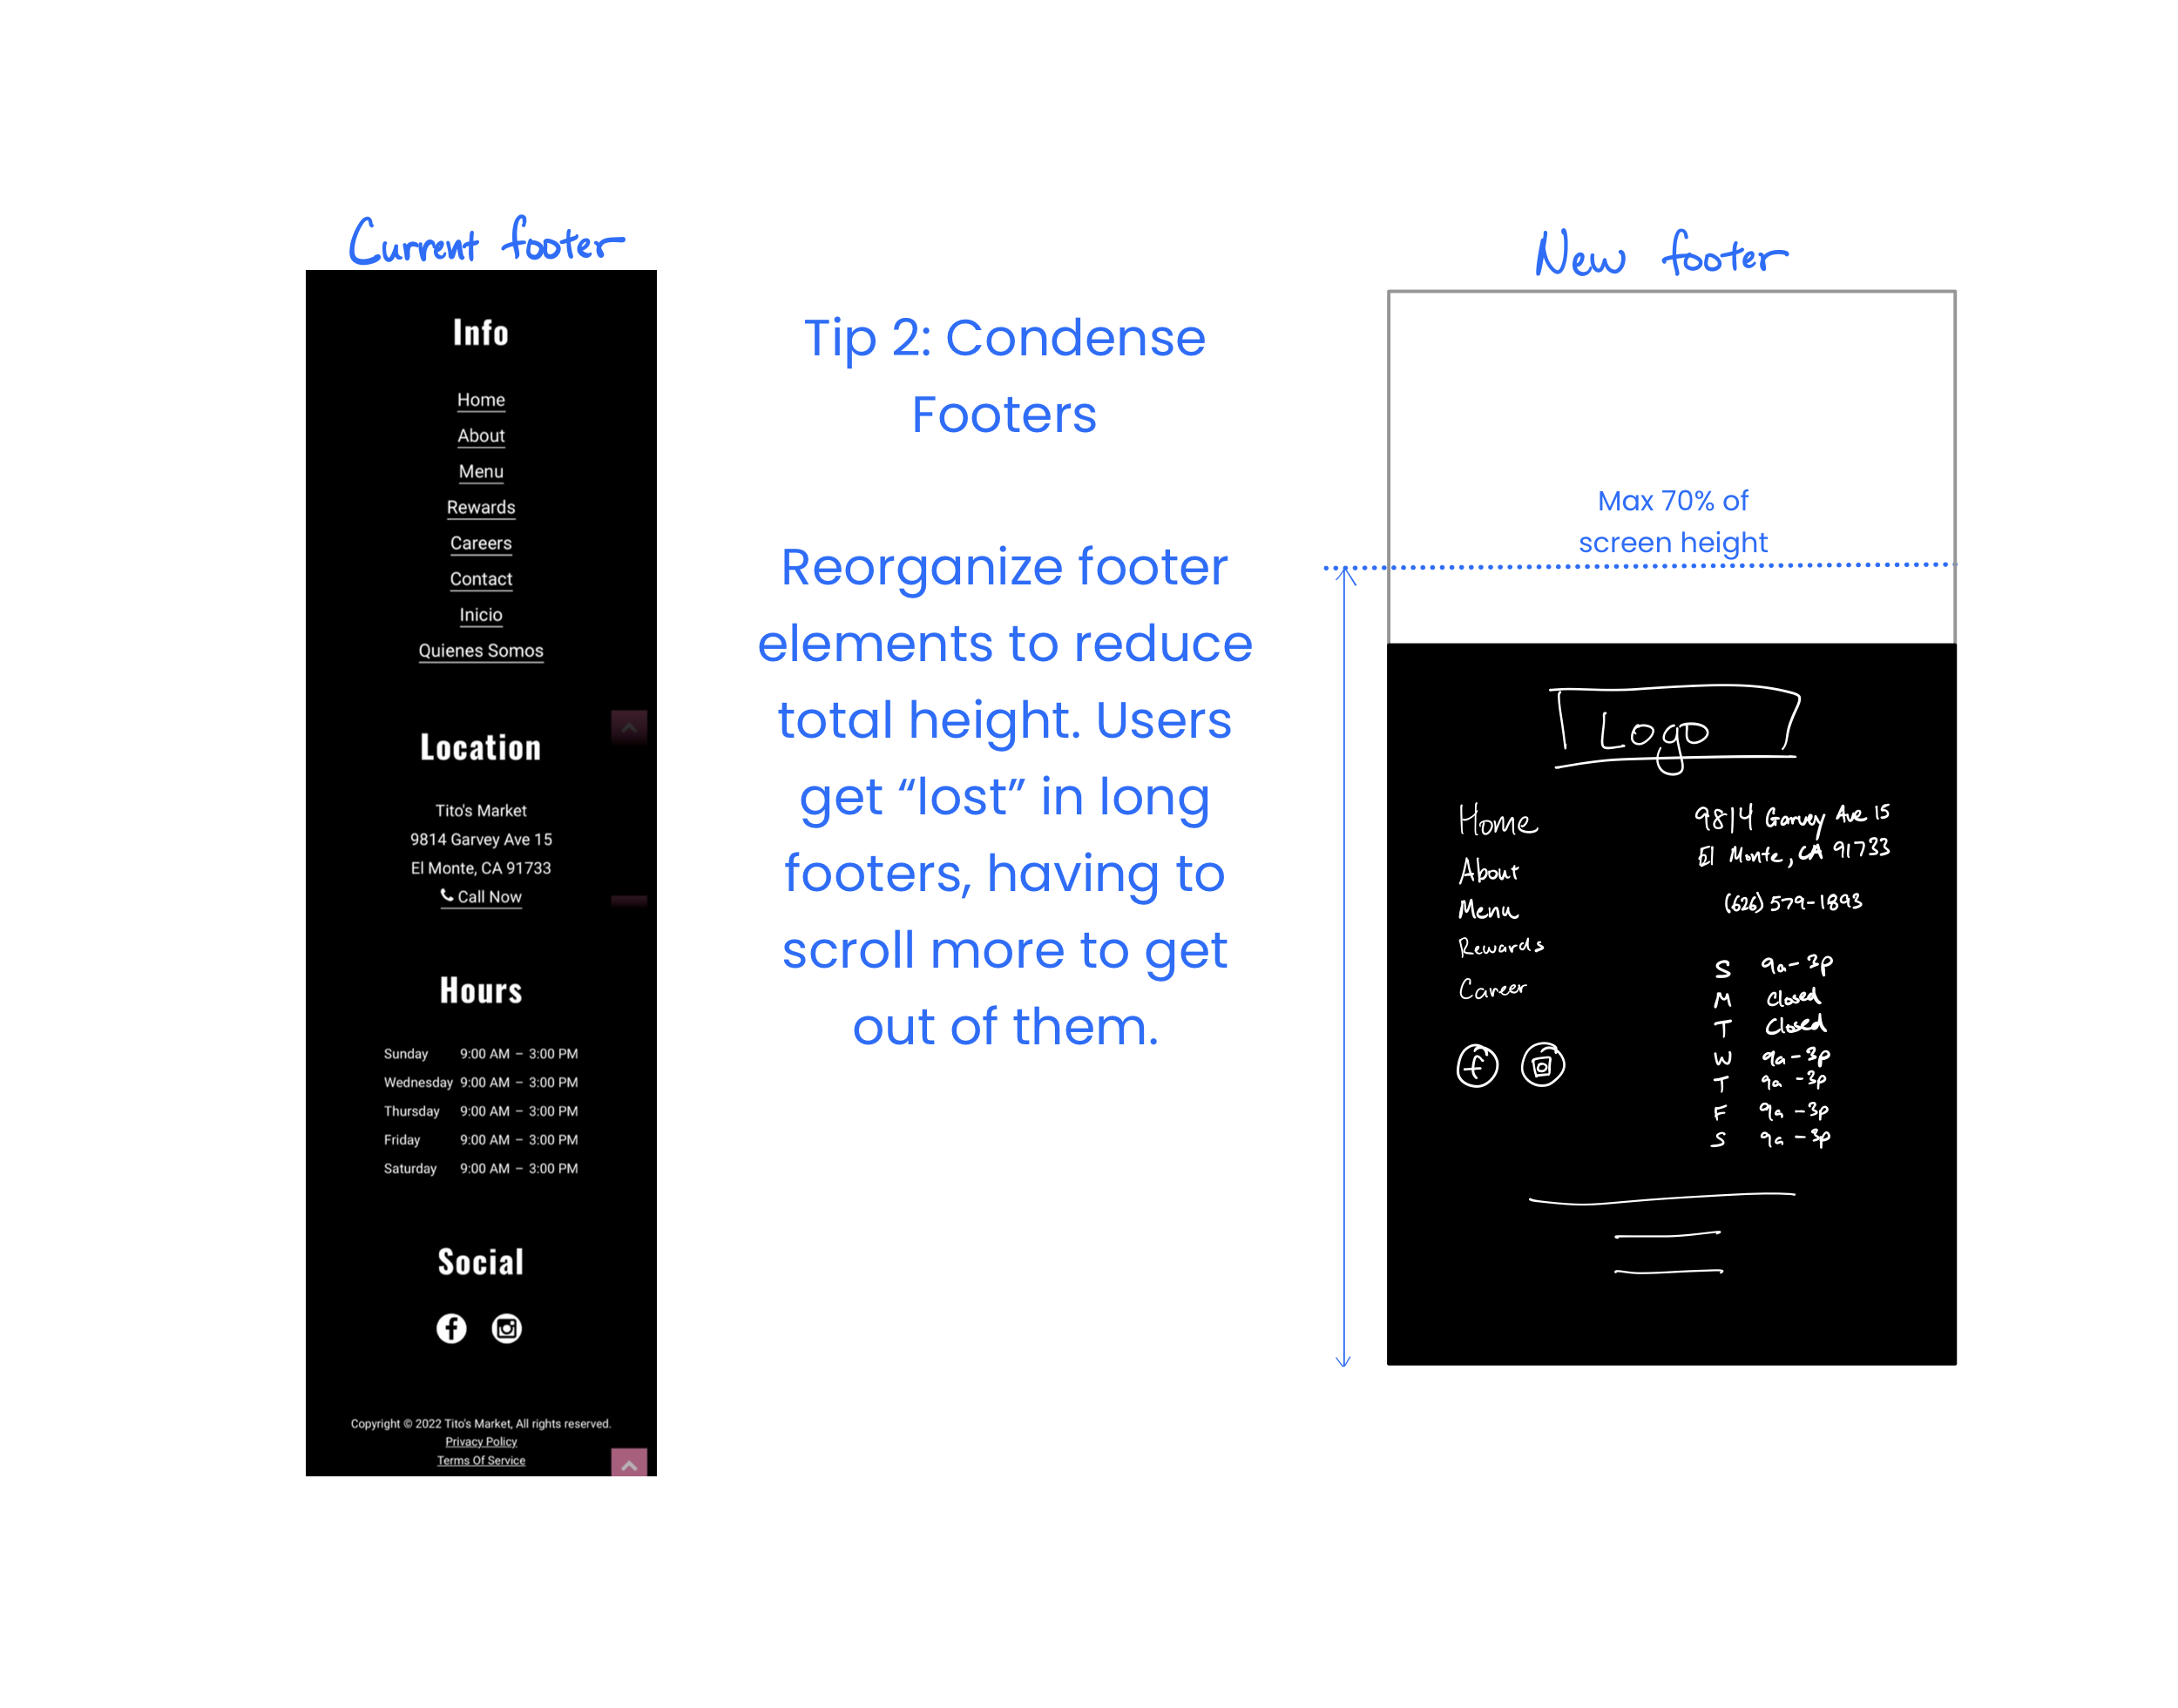 Current footer
Info
Home
About
Menu
Rewards
Careers
Contact
Inicio
Quienes Somos
Location
Tito's Market
9814 Garvey Ave 15
El Monte, CA 91733
Call Now
Hours
Sunday 9:00 AM – 3:00 PM
Wednesday 9:00 AM – 3:00 PM
Thursday 9:00 AM – 3:00 PM
Friday 9:00 AM – 3:00 PM
Saturday 9:00 AM – 3:00 PM
Social
Copyright © 2022 Tito's Market, All rights reserved.
Privacy Policy
Terms Of Service
Tip 2: Condense
Footers
Reorganize footer
elements to reduce
total height. Users
get “lost” in long
footers, having to
scroll more to get
out of them.
New footer
Max 70% of
screen height
Logo
Home
About
Menu
Rewards
Career
9814 Garvey Ave 15
El Monte, CA 91733
(626) 579-1893
S 9a-3p
M Closed
T Closed
W 9a-3p
T 9a-3p
F 9a-3p
S 9a-3p